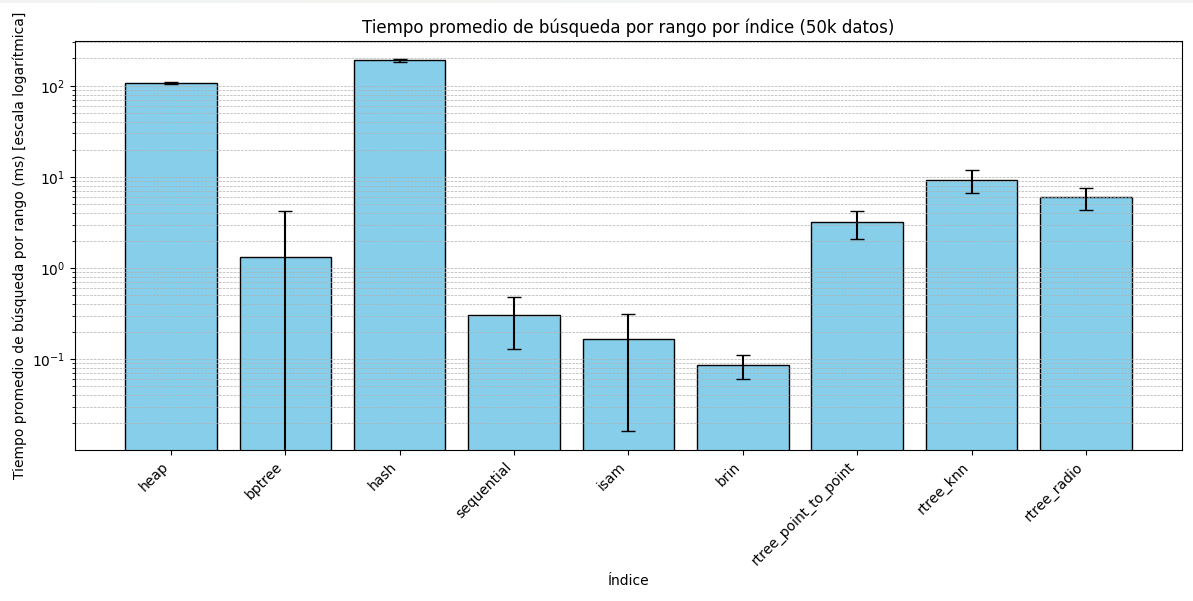 Tiempo promedio de búsqueda por rango por índice (50k datos)
Tiempo promedio de búsqueda por rango (ms) [escala logarítmica]
10²
10¹
10⁰
10⁻¹
heap
bptree
hash
sequential
isam
brin
rtree_point_to_point
rtree_knn
rtree_radio
Índice